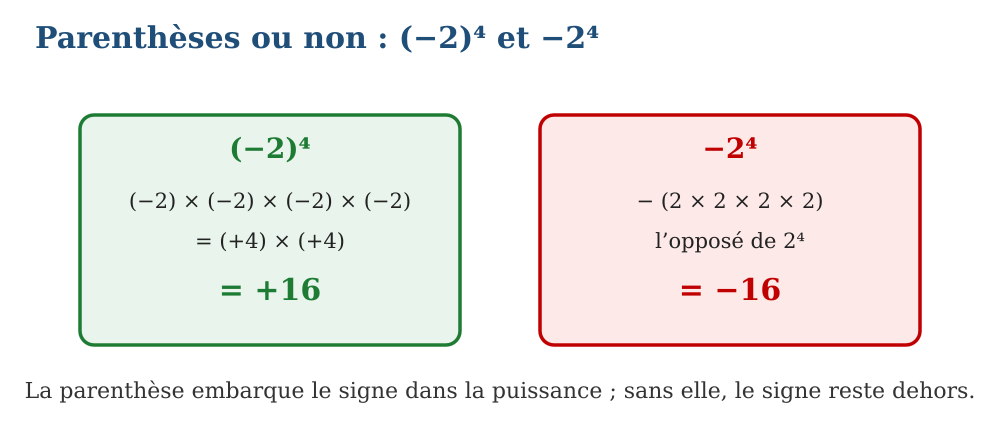 Parenthèses ou non : (−2)⁴ et −2⁴
(−2)⁴
(−2) × (−2) × (−2) × (−2)
= (+4) × (+4)
= +16
−2⁴
− (2 × 2 × 2 × 2)
l’opposé de 2⁴
= −16
La parenthèse embarque le signe dans la puissance ; sans elle, le signe reste dehors.